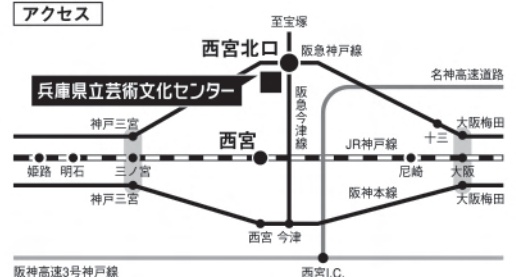 アクセス
至宝塚
西宮北口
阪急神戸線
兵庫県立芸術文化センター
名神高速道路
阪急今津線
神戸三宮
西宮
JR神戸線
十三
大阪梅田
姫路
明石
三ノ宮
尼崎
大阪
神戸三宮
阪神本線
大阪梅田
西宮
今津
阪神高速3号神戸線
西宮I.C.